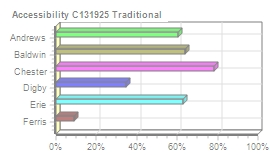 Accessibility C131925 Traditional
Andrews
Baldwin
Chester
Digby
Erie
Ferris
0% 20% 40% 60% 80% 100%